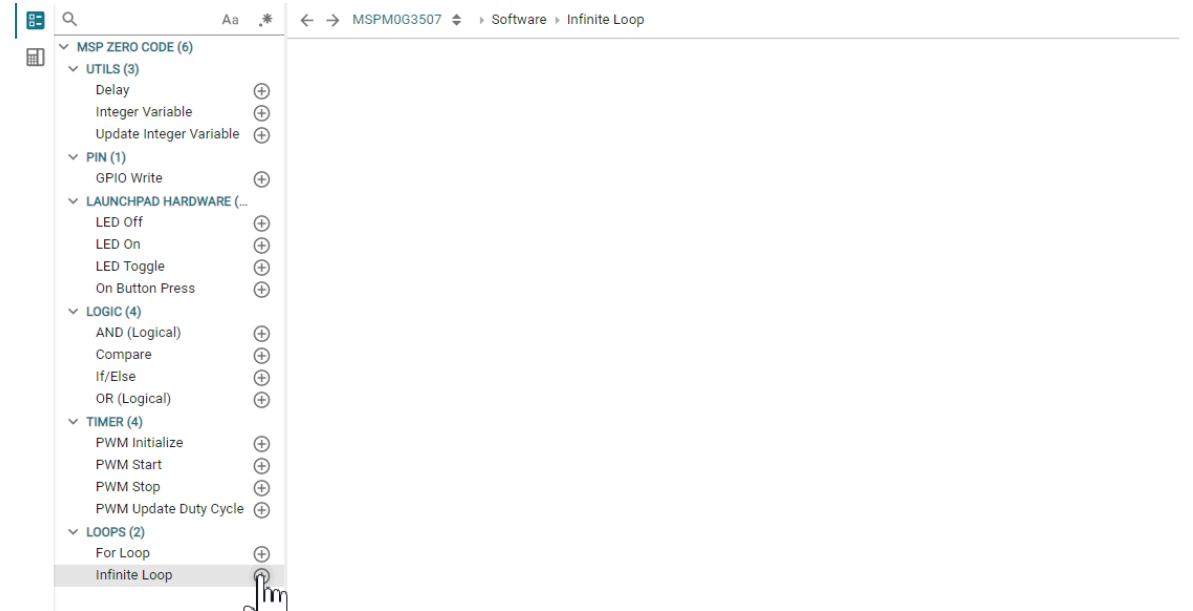 Aa .*
MSPM0G3507 Software Infinite Loop
MSP ZERO CODE (6)
UTILS (3)
Delay
Integer Variable
Update Integer Variable
PIN (1)
GPIO Write
LAUNCHPAD HARDWARE (...
LED Off
LED On
LED Toggle
On Button Press
LOGIC (4)
AND (Logical)
Compare
If/Else
OR (Logical)
TIMER (4)
PWM Initialize
PWM Start
PWM Stop
PWM Update Duty Cycle
LOOPS (2)
For Loop
Infinite Loop